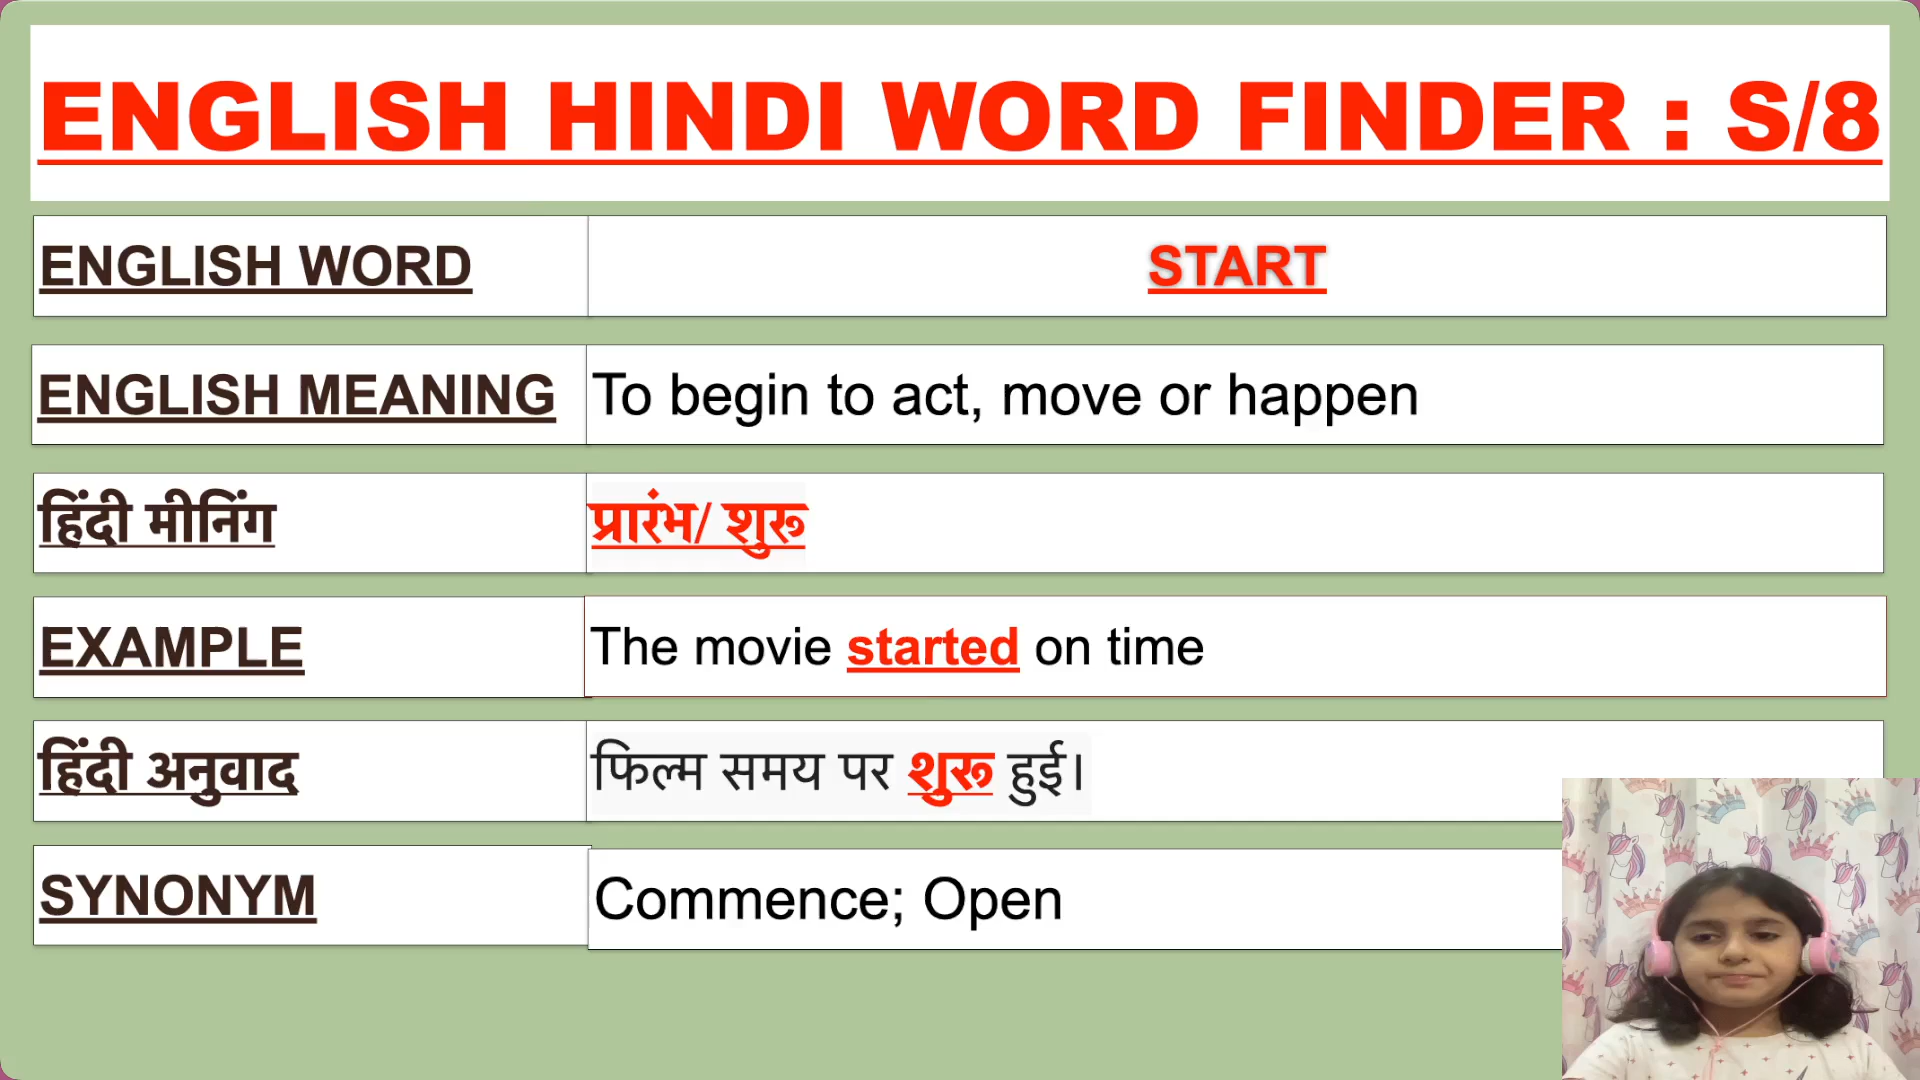 ENGLISH HINDI WORD FINDER : S/8
ENGLISH WORD START
ENGLISH MEANING To begin to act, move or happen
हिंदी मीनिंग प्रारंभ/ शुरू
EXAMPLE The movie started on time
हिंदी अनुवाद फिल्म समय पर शुरू हुई।
SYNONYM Commence; Open